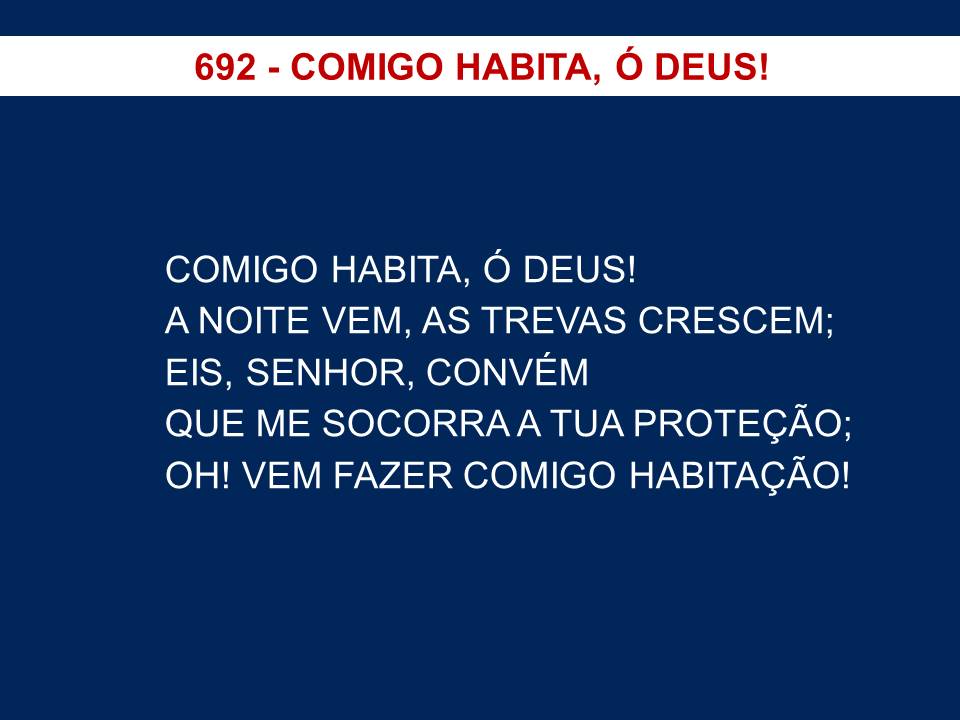 692 - COMIGO HABITA, Ó DEUS!
COMIGO HABITA, Ó DEUS!
A NOITE VEM, AS TREVAS CRESCEM;
EIS, SENHOR, CONVÉM
QUE ME SOCORRA A TUA PROTEÇÃO;
OH! VEM FAZER COMIGO HABITAÇÃO!